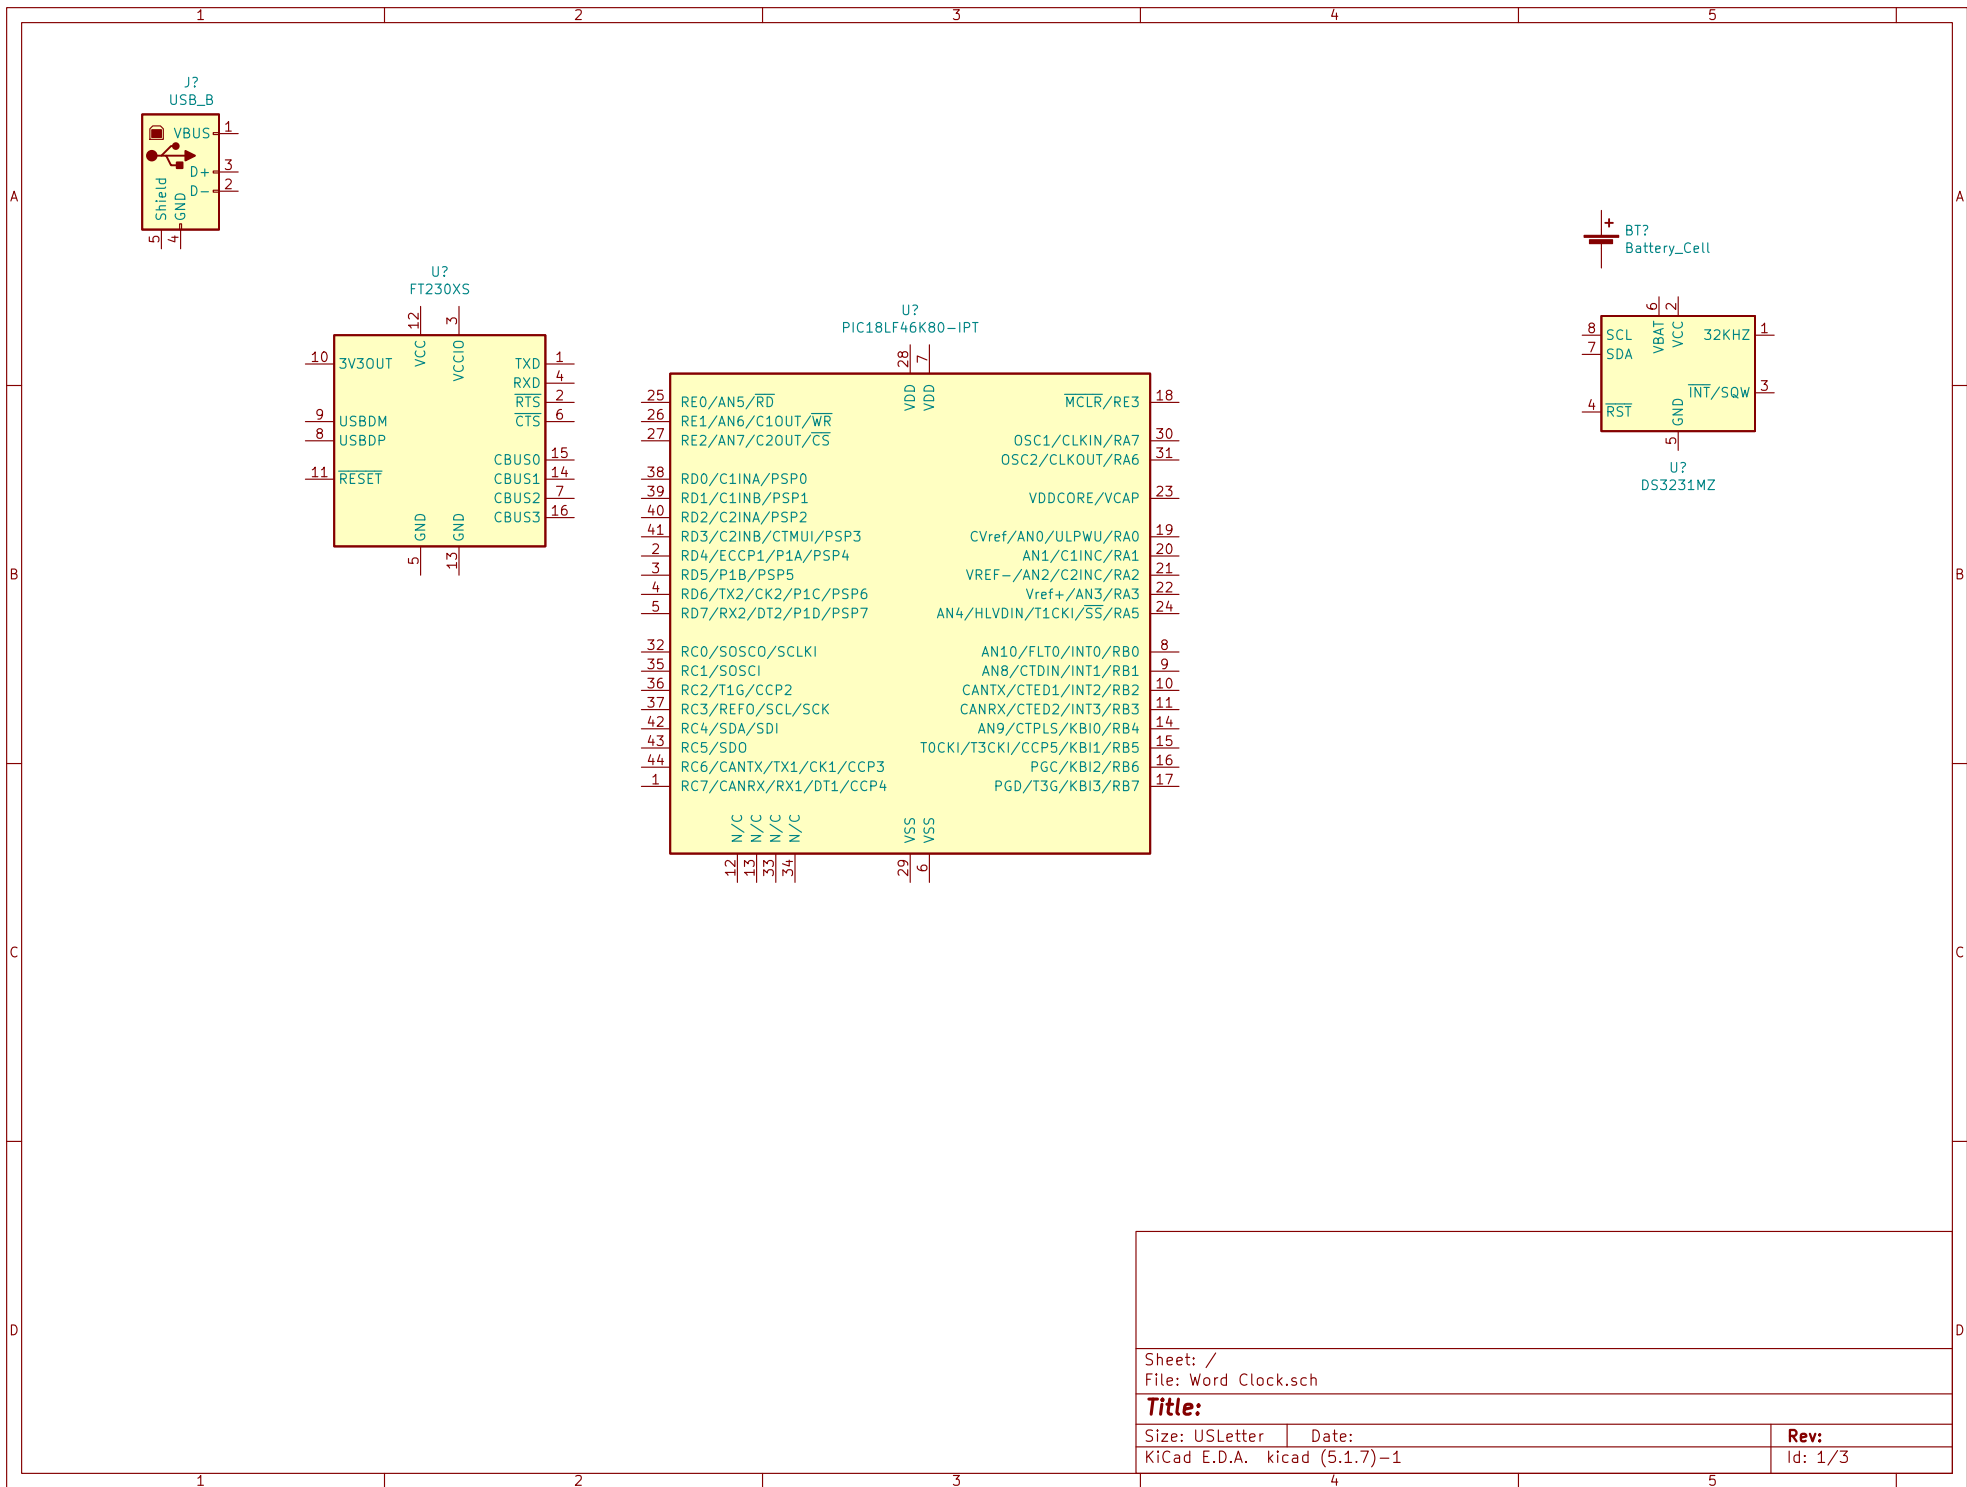 1 2 3 4 5
J?
USB_B
VBUS 1
D+ 3
D- 2
Shield 5
GND 4
A A
BT?
Battery_Cell
+
U?
FT230XS
12 VCC
3 VCCIO
10 3V3OUT
9 USBDM
8 USBDP
11 RESET
TXD 1
RXD 4
RTS 2
CTS 6
CBUS0 15
CBUS1 14
CBUS2 7
CBUS3 16
GND 5
GND 13
U?
PIC18LF46K80-IPT
28 VDD
7 VDD
25 RE0/AN5/RD
26 RE1/AN6/C1OUT/WR
27 RE2/AN7/C2OUT/CS
38 RD0/C1INA/PSP0
39 RD1/C1INB/PSP1
40 RD2/C2INA/PSP2
41 RD3/C2INB/CTMUI/PSP3
2 RD4/ECCP1/P1A/PSP4
3 RD5/P1B/PSP5
4 RD6/TX2/CK2/P1C/PSP6
5 RD7/RX2/DT2/P1D/PSP7
32 RC0/SOSCO/SCLKI
35 RC1/SOSCI
36 RC2/T1G/CCP2
37 RC3/REFO/SCL/SCK
42 RC4/SDA/SDI
43 RC5/SDO
44 RC6/CANTX/TX1/CK1/CCP3
1 RC7/CANRX/RX1/DT1/CCP4
MCLR/RE3 18
OSC1/CLKIN/RA7 30
OSC2/CLKOUT/RA6 31
VDDCORE/VCAP 23
CVref/AN0/ULPWU/RA0 19
AN1/C1INC/RA1 20
VREF-/AN2/C2INC/RA2 21
Vref+/AN3/RA3 22
AN4/HLVDIN/T1CKI/SS/RA5 24
AN10/FLT0/INT0/RB0 8
AN8/CTDIN/INT1/RB1 9
CANTX/CTED1/INT2/RB2 10
CANRX/CTED2/INT3/RB3 11
AN9/CTPLS/KBI0/RB4 14
T0CKI/T3CKI/CCP5/KBI1/RB5 15
PGC/KBI2/RB6 16
PGD/T3G/KBI3/RB7 17
N/C 12
N/C 13
N/C 33
N/C 34
VSS 29
VSS 6
6 VBAT
2 VCC
8 SCL
7 SDA
4 RST
32KHZ 1
INT/SQW 3
GND 5
U?
DS3231MZ
B B
C C
D D
Sheet: /
File: Word Clock.sch
Title:
Size: USLetter Date: Rev:
KiCad E.D.A. kicad (5.1.7)-1 Id: 1/3
1 2 3 4 5